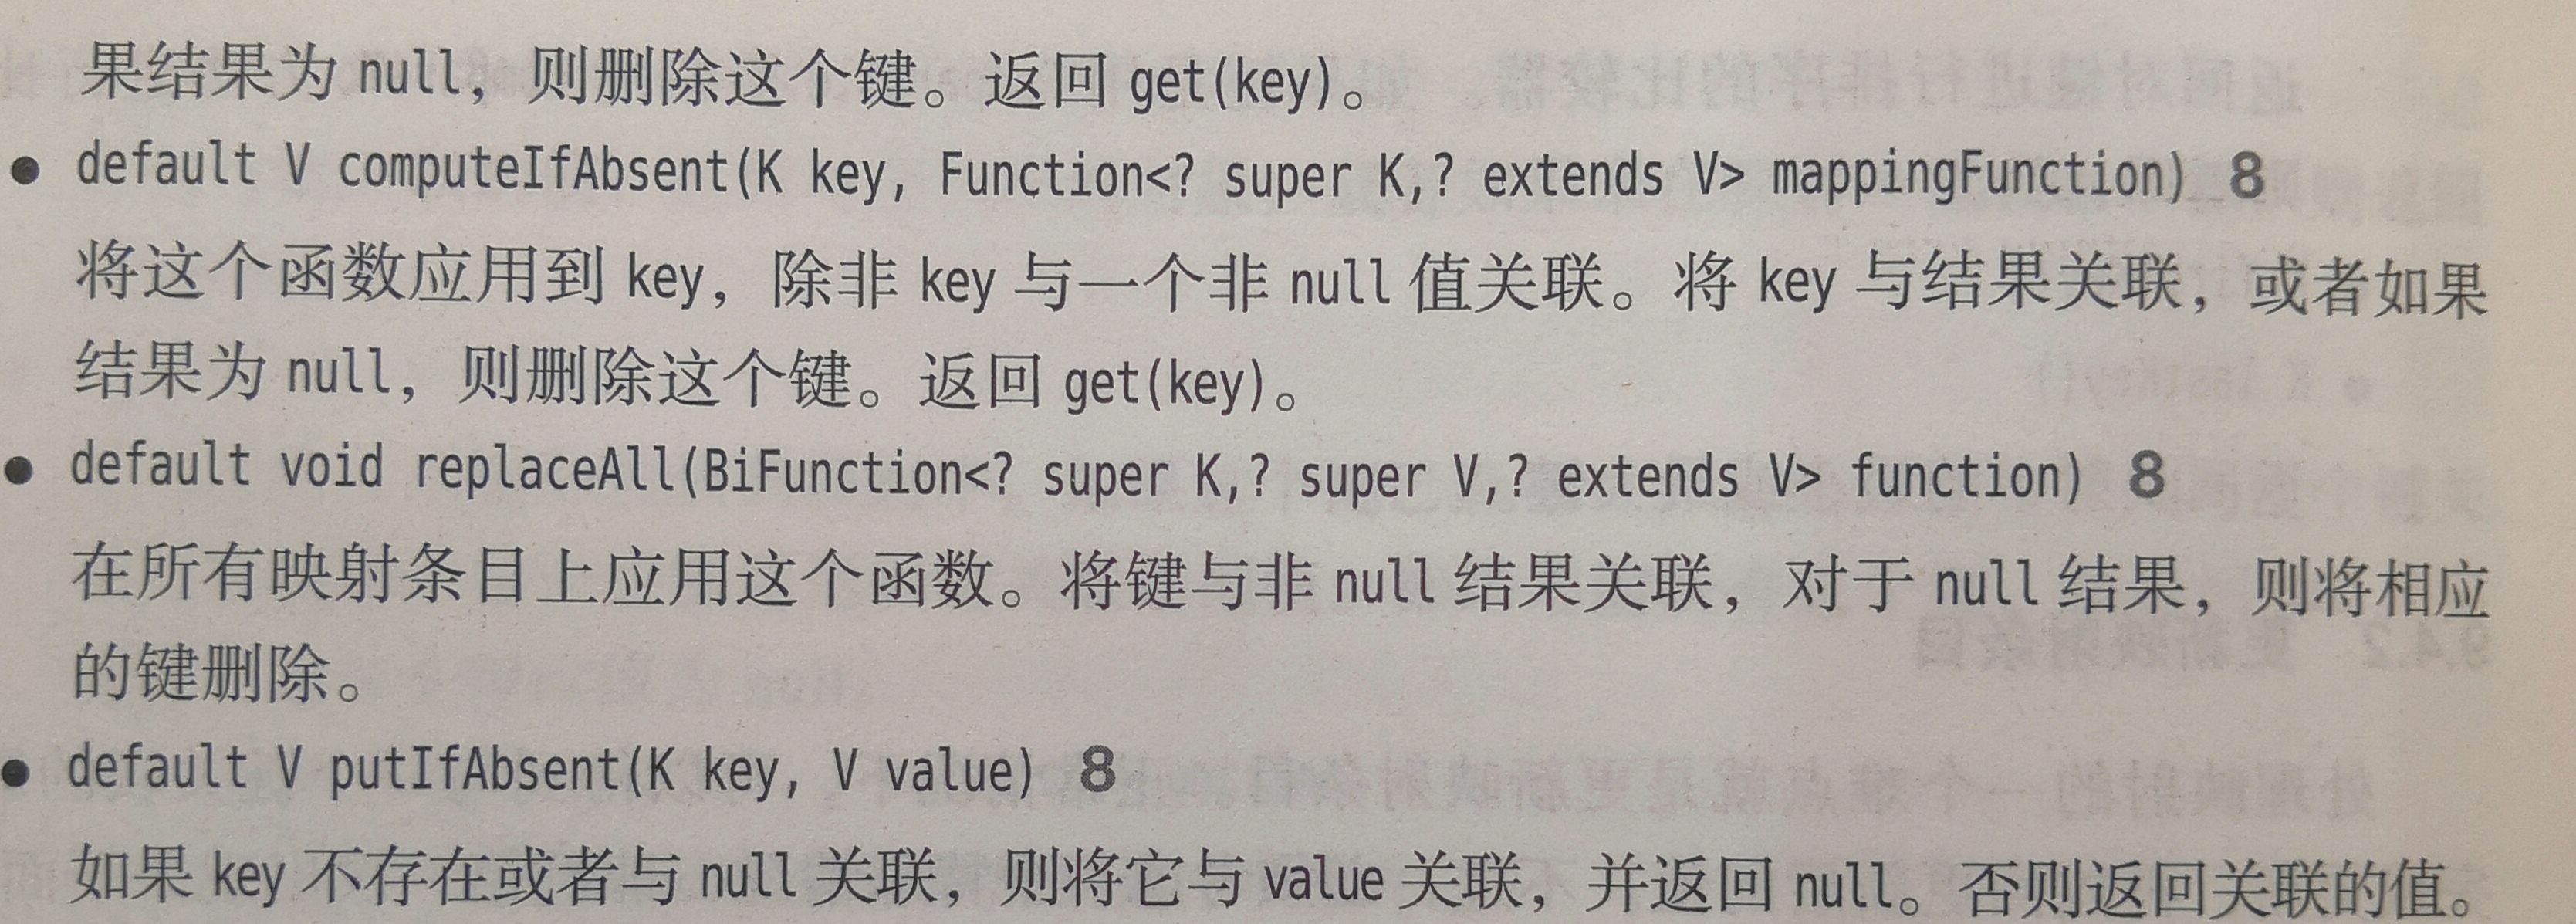 果结果为 null，则删除这个键。返回 get(key)。
● default V computeIfAbsent(K key, Function<? super K,? extends V> mappingFunction) 8
将这个函数应用到 key，除非 key 与一个非 null 值关联。将 key 与结果关联，或者如果
结果为 null，则删除这个键。返回 get(key)。
● default void replaceAll(BiFunction<? super K,? super V,? extends V> function) 8
在所有映射条目上应用这个函数。将键与非 null 结果关联，对于 null 结果，则将相应
的键删除。
● default V putIfAbsent(K key, V value) 8
如果 key 不存在或者与 null 关联，则将它与 value 关联，并返回 null。否则返回关联的值。